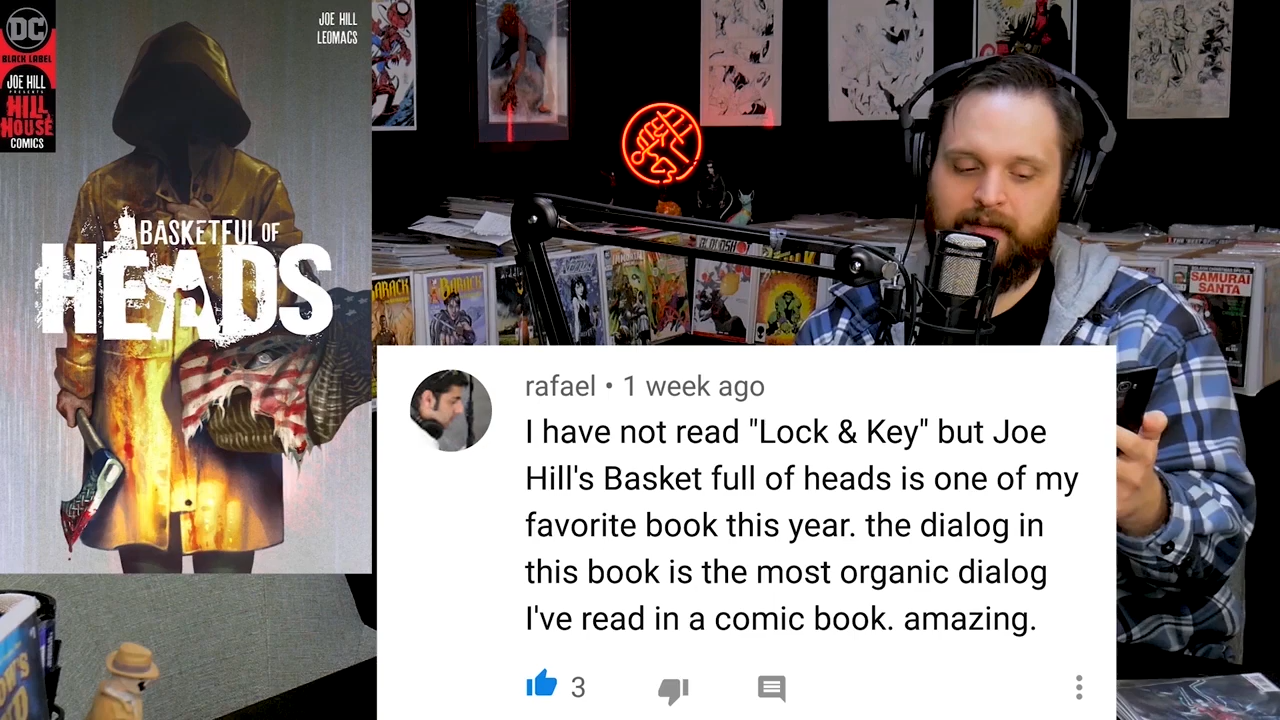 DC
BLACK LABEL
JOE HILL
PRESENTS
HILL
HOUSE
COMICS
JOE HILL
LEOMACS
A BASKETFUL OF
HEADS
SAMURAI
SANTA
rafael • 1 week ago
I have not read "Lock & Key" but Joe
Hill's Basket full of heads is one of my
favorite book this year. the dialog in
this book is the most organic dialog
I've read in a comic book. amazing.
3